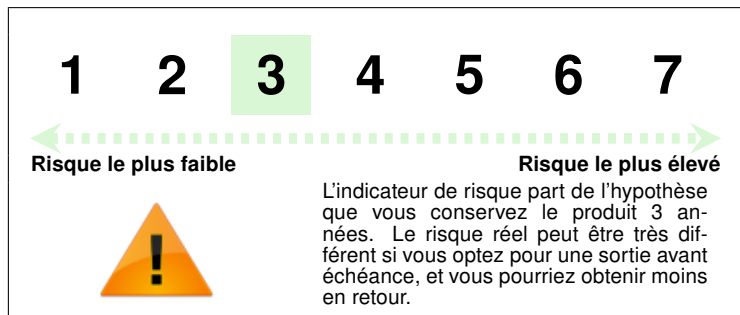 1 2 3 4 5 6 7
Risque le plus faible Risque le plus élevé
L'indicateur de risque part de l'hypothèse
que vous conservez le produit 3 an-
nées. Le risque réel peut être très dif-
férent si vous optez pour une sortie avant
échéance, et vous pourriez obtenir moins
en retour.